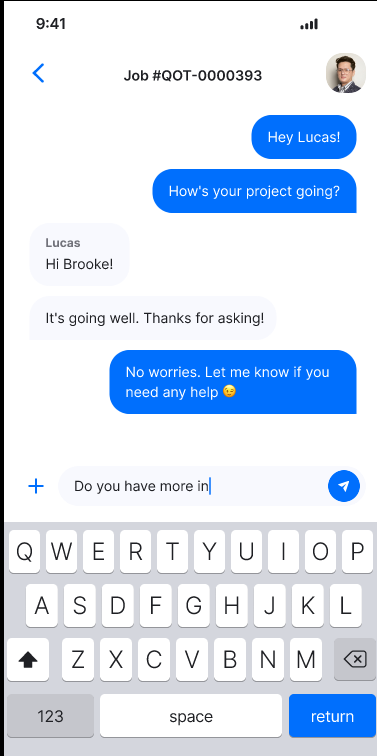 9:41
Job #QOT-0000393
Hey Lucas!
How's your project going?
Lucas
Hi Brooke!
It's going well. Thanks for asking!
No worries. Let me know if you
need any help 😉
Do you have more in
Q W E R T Y U I O P
A S D F G H J K L
Z X C V B N M
123 space return